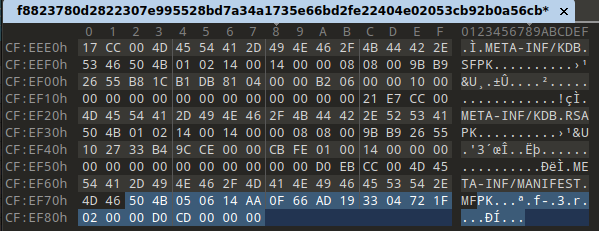 f8823780d2822307e995528bd7a34a1735e66bd2fe22404e02053cb92b0a56cb* ×
0 1 2 3 4 5 6 7 8 9 A B C D E F 0123456789ABCDEF
CF:EEE0h 17 CC 00 4D 45 54 41 2D 49 4E 46 2F 4B 44 42 2E .Ì.META-INF/KDB.
CF:EEF0h 53 46 50 4B 01 02 14 00 14 00 00 08 08 00 9B B9 SFPK..........›¹
CF:EF00h 26 55 B8 1C B1 DB 81 04 00 00 B2 06 00 00 10 00 &U¸.±Û....².....
CF:EF10h 00 00 00 00 00 00 00 00 00 00 00 00 21 E7 CC 00 ............!çÌ.
CF:EF20h 4D 45 54 41 2D 49 4E 46 2F 4B 44 42 2E 52 53 41 META-INF/KDB.RSA
CF:EF30h 50 4B 01 02 14 00 14 00 00 08 08 00 9B B9 26 55 PK..........›¹&U
CF:EF40h 10 27 33 B4 9C CE 00 00 CB FE 01 00 14 00 00 00 .'3´œÎ..Ëþ......
CF:EF50h 00 00 00 00 00 00 00 00 00 00 D0 EB CC 00 4D 45 ..........ÐëÌ.ME
CF:EF60h 54 41 2D 49 4E 46 2F 4D 41 4E 49 46 45 53 54 2E TA-INF/MANIFEST.
CF:EF70h 4D 46 50 4B 05 06 14 AA 0F 66 AD 19 33 04 72 1F MFPK...ª.f-.3.r.
CF:EF80h 02 00 00 D0 CD 00 00 00 ...ÐÍ...